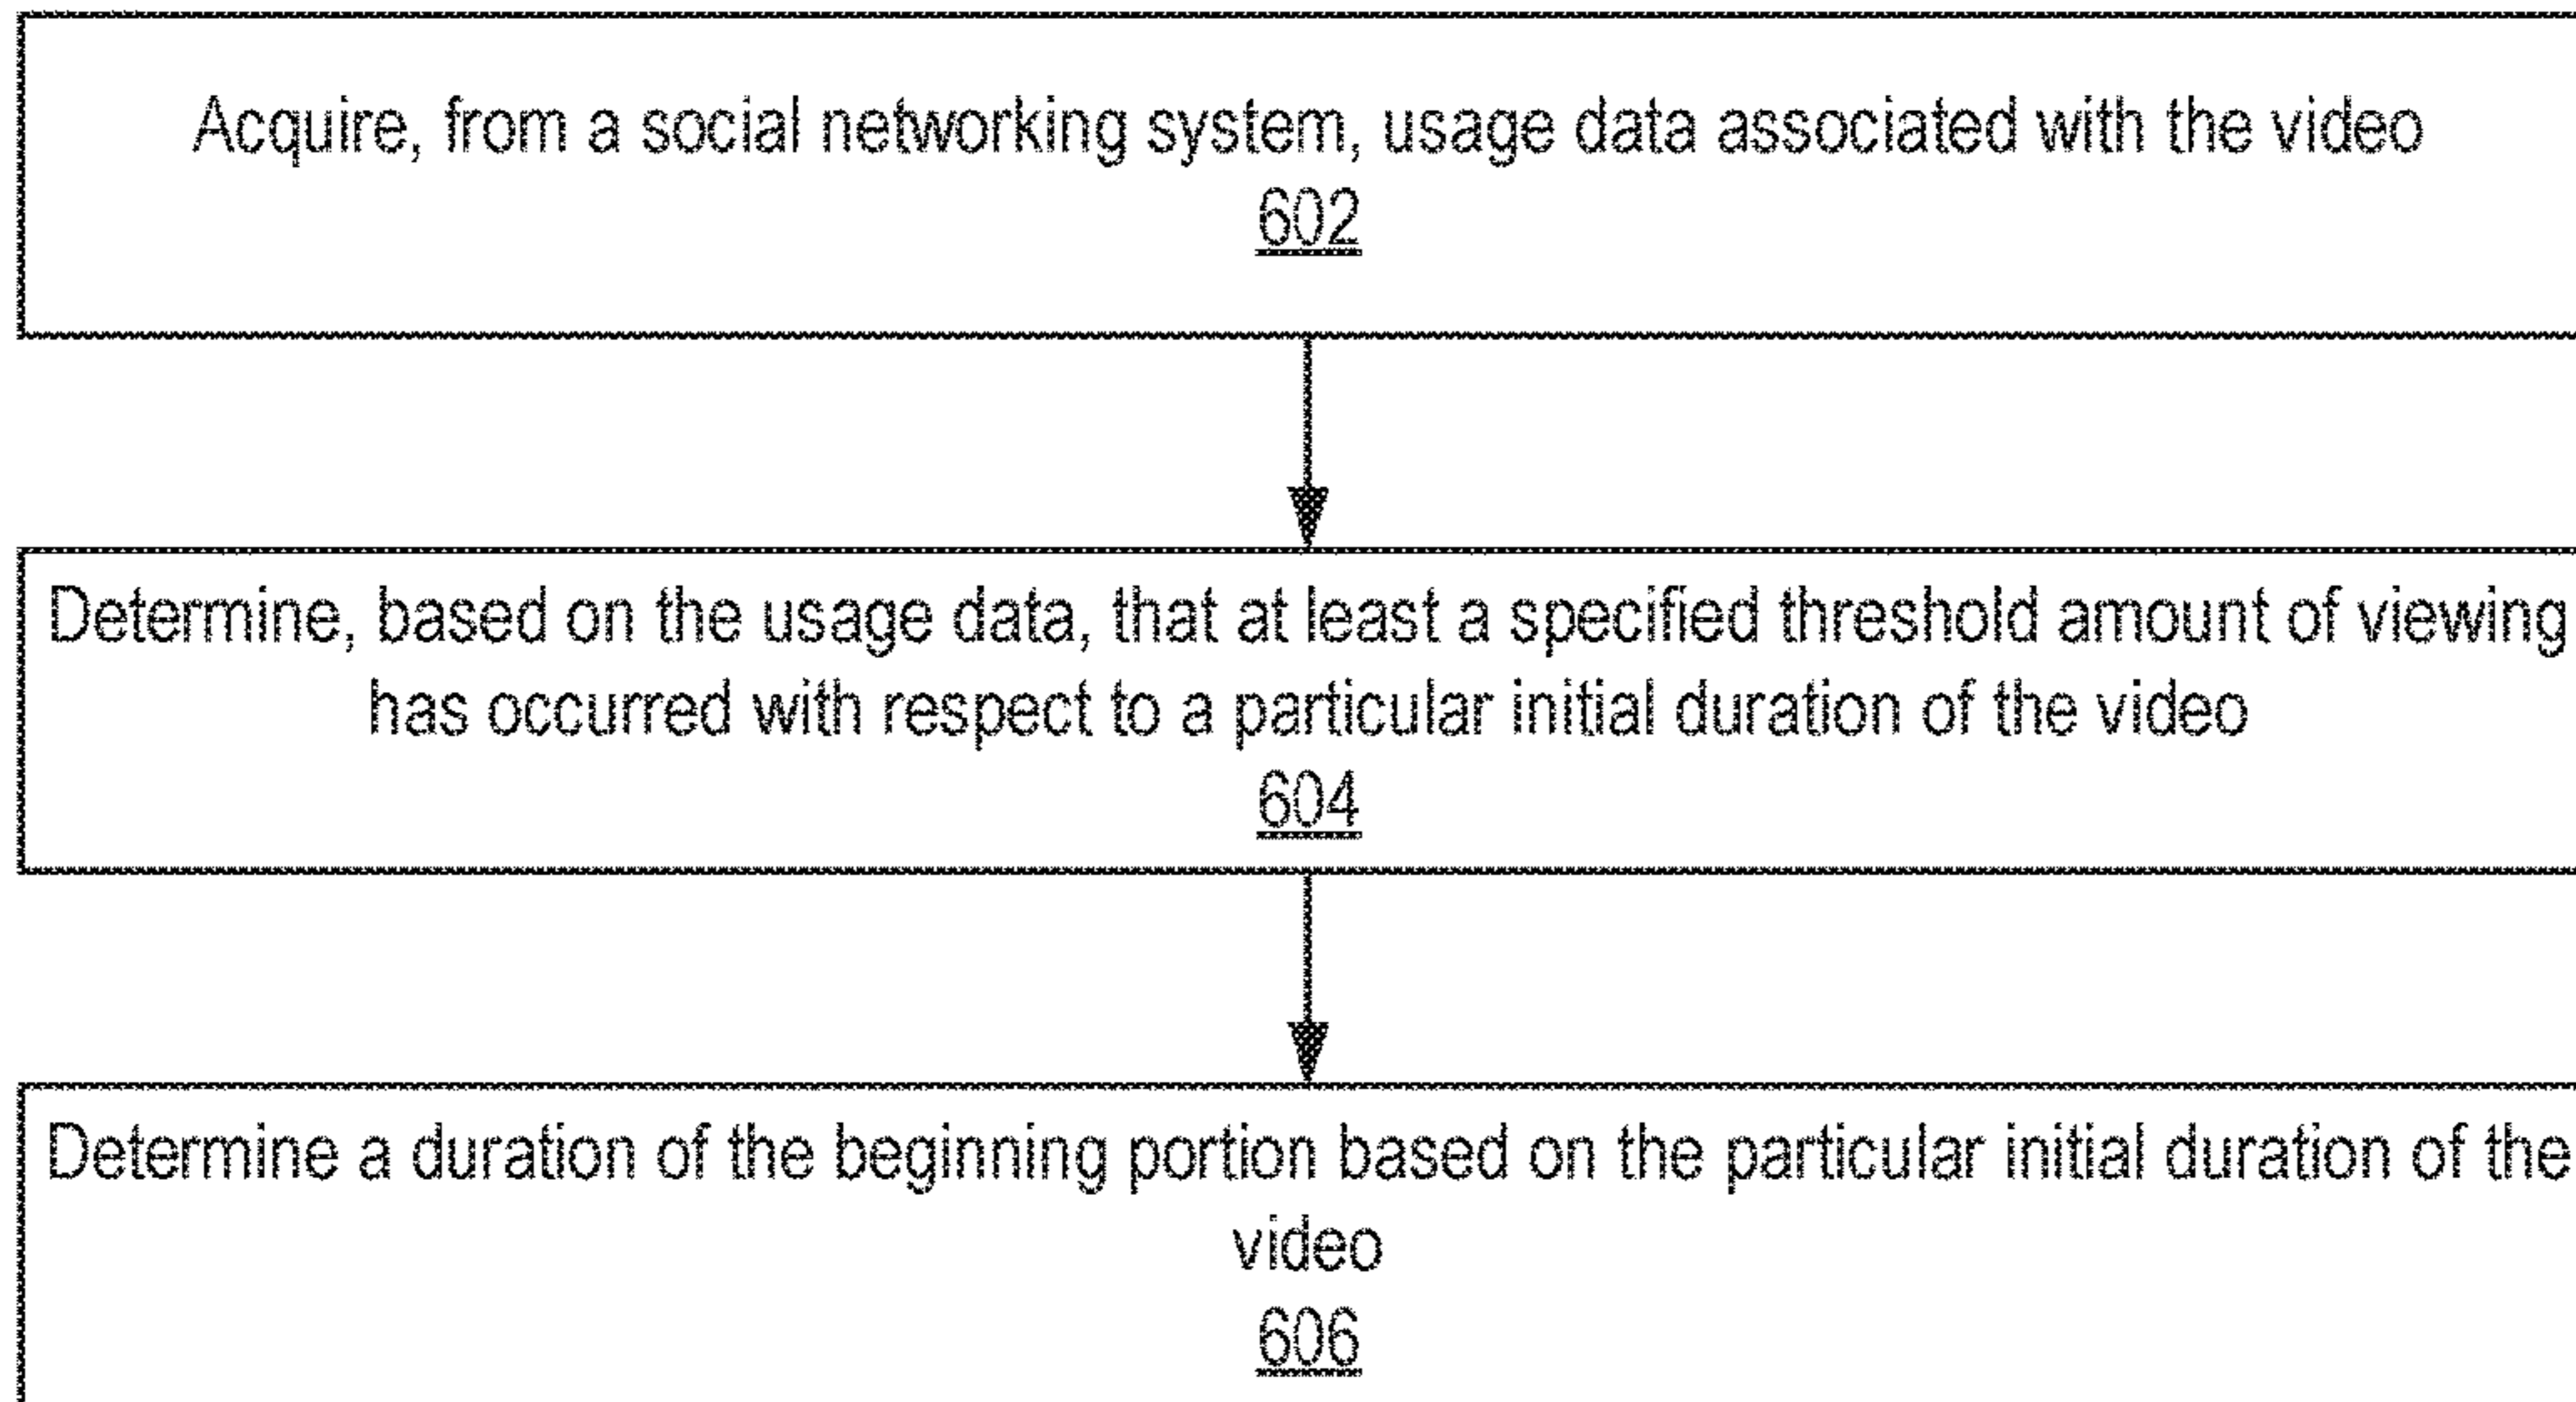 Acquire, from a social networking system, usage data associated with the video
602
Determine, based on the usage data, that at least a specified threshold amount of viewing
has occurred with respect to a particular initial duration of the video
604
Determine a duration of the beginning portion based on the particular initial duration of the
video
606